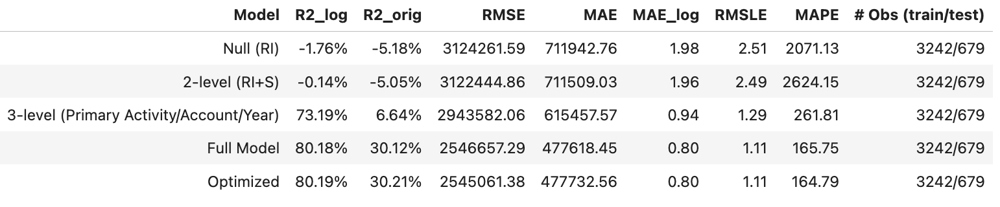 Model R2_log R2_orig RMSE MAE MAE_log RMSLE MAPE # Obs (train/test)
Null (RI) -1.76% -5.18% 3124261.59 711942.76 1.98 2.51 2071.13 3242/679
2-level (RI+S) -0.14% -5.05% 3122444.86 711509.03 1.96 2.49 2624.15 3242/679
3-level (Primary Activity/Account/Year) 73.19% 6.64% 2943582.06 615457.57 0.94 1.29 261.81 3242/679
Full Model 80.18% 30.12% 2546657.29 477618.45 0.80 1.11 165.75 3242/679
Optimized 80.19% 30.21% 2545061.38 477732.56 0.80 1.11 164.79 3242/679